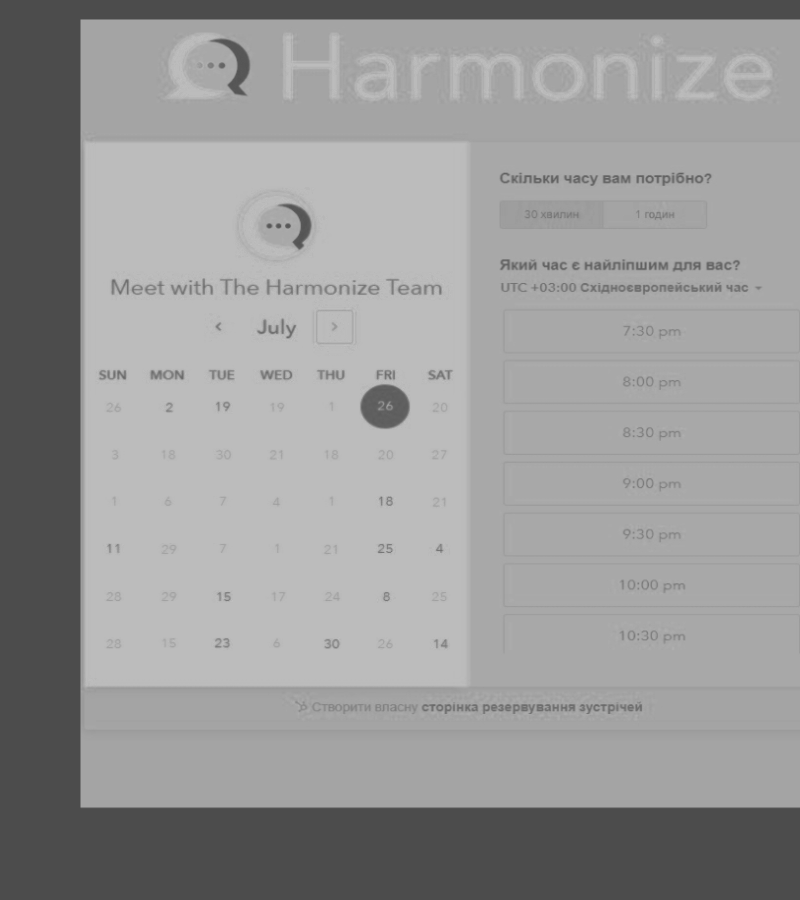 Harmonize
Meet with The Harmonize Team
July
SUN MON TUE WED THU FRI SAT
26 2 19 19 1 26 20
3 18 30 21 18 20 27
1 6 7 4 1 18 21
11 29 7 1 21 25 4
28 29 15 17 24 8 25
28 15 23 6 30 26 14
Скільки часу вам потрібно?
30 хвилин 1 годин
Який час є найліпшим для вас?
UTC +03:00 Східноєвропейський час
7:30 pm
8:00 pm
8:30 pm
9:00 pm
9:30 pm
10:00 pm
10:30 pm
Створити власну сторінка резервування зустрічей